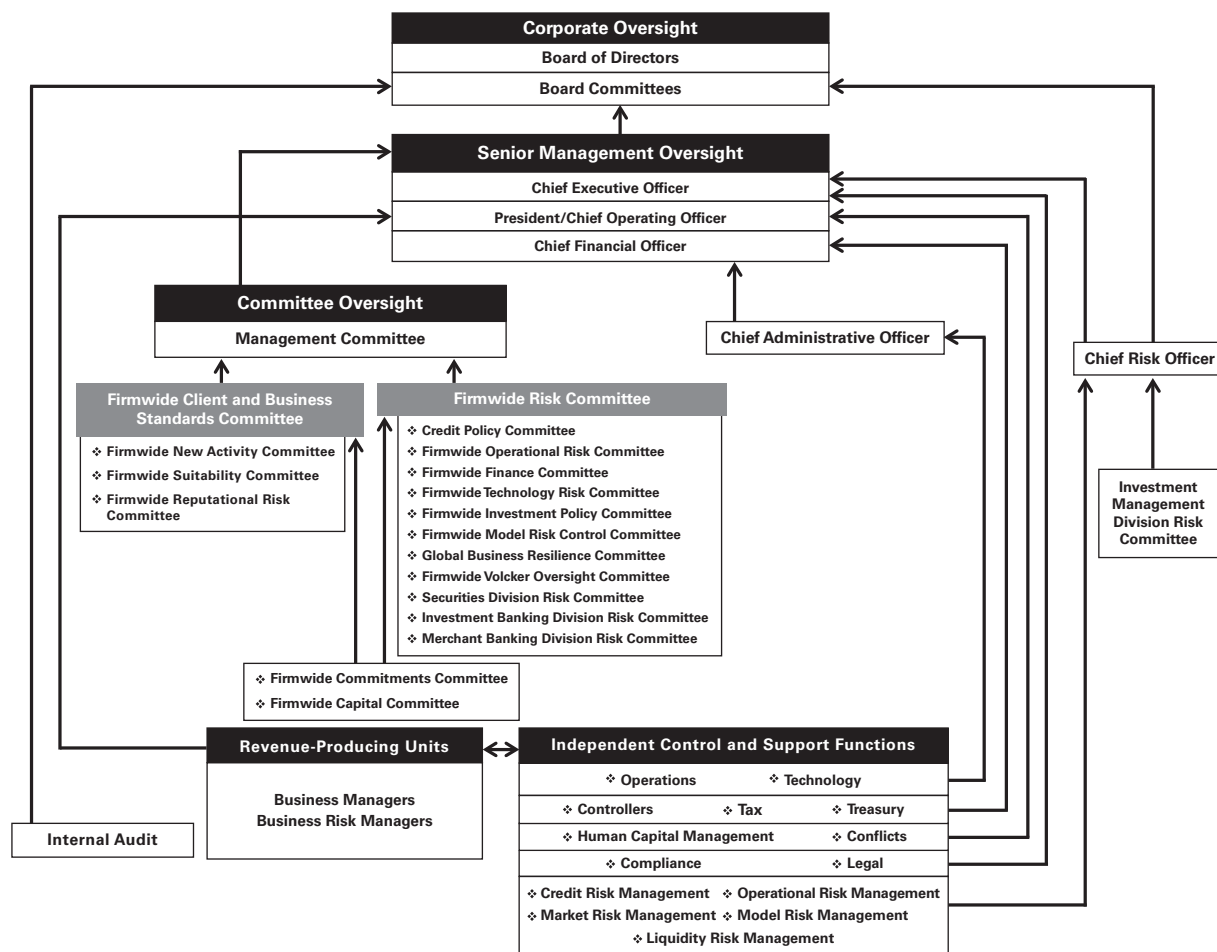 Corporate Oversight
Board of Directors
Board Committees
Senior Management Oversight
Chief Executive Officer
President/Chief Operating Officer
Chief Financial Officer
Committee Oversight
Management Committee
Chief Administrative Officer
Chief Risk Officer
Firmwide Client and Business
Standards Committee
❖ Firmwide New Activity Committee
❖ Firmwide Suitability Committee
❖ Firmwide Reputational Risk
Committee
Firmwide Risk Committee
❖ Credit Policy Committee
❖ Firmwide Operational Risk Committee
❖ Firmwide Finance Committee
❖ Firmwide Technology Risk Committee
❖ Firmwide Investment Policy Committee
❖ Firmwide Model Risk Control Committee
❖ Global Business Resilience Committee
❖ Firmwide Volcker Oversight Committee
❖ Securities Division Risk Committee
❖ Investment Banking Division Risk Committee
❖ Merchant Banking Division Risk Committee
Investment
Management
Division Risk
Committee
❖ Firmwide Commitments Committee
❖ Firmwide Capital Committee
Revenue-Producing Units
Business Managers
Business Risk Managers
Internal Audit
Independent Control and Support Functions
❖ Operations ❖ Technology
❖ Controllers ❖ Tax ❖ Treasury
❖ Human Capital Management ❖ Conflicts
❖ Compliance ❖ Legal
❖ Credit Risk Management ❖ Operational Risk Management
❖ Market Risk Management ❖ Model Risk Management
❖ Liquidity Risk Management